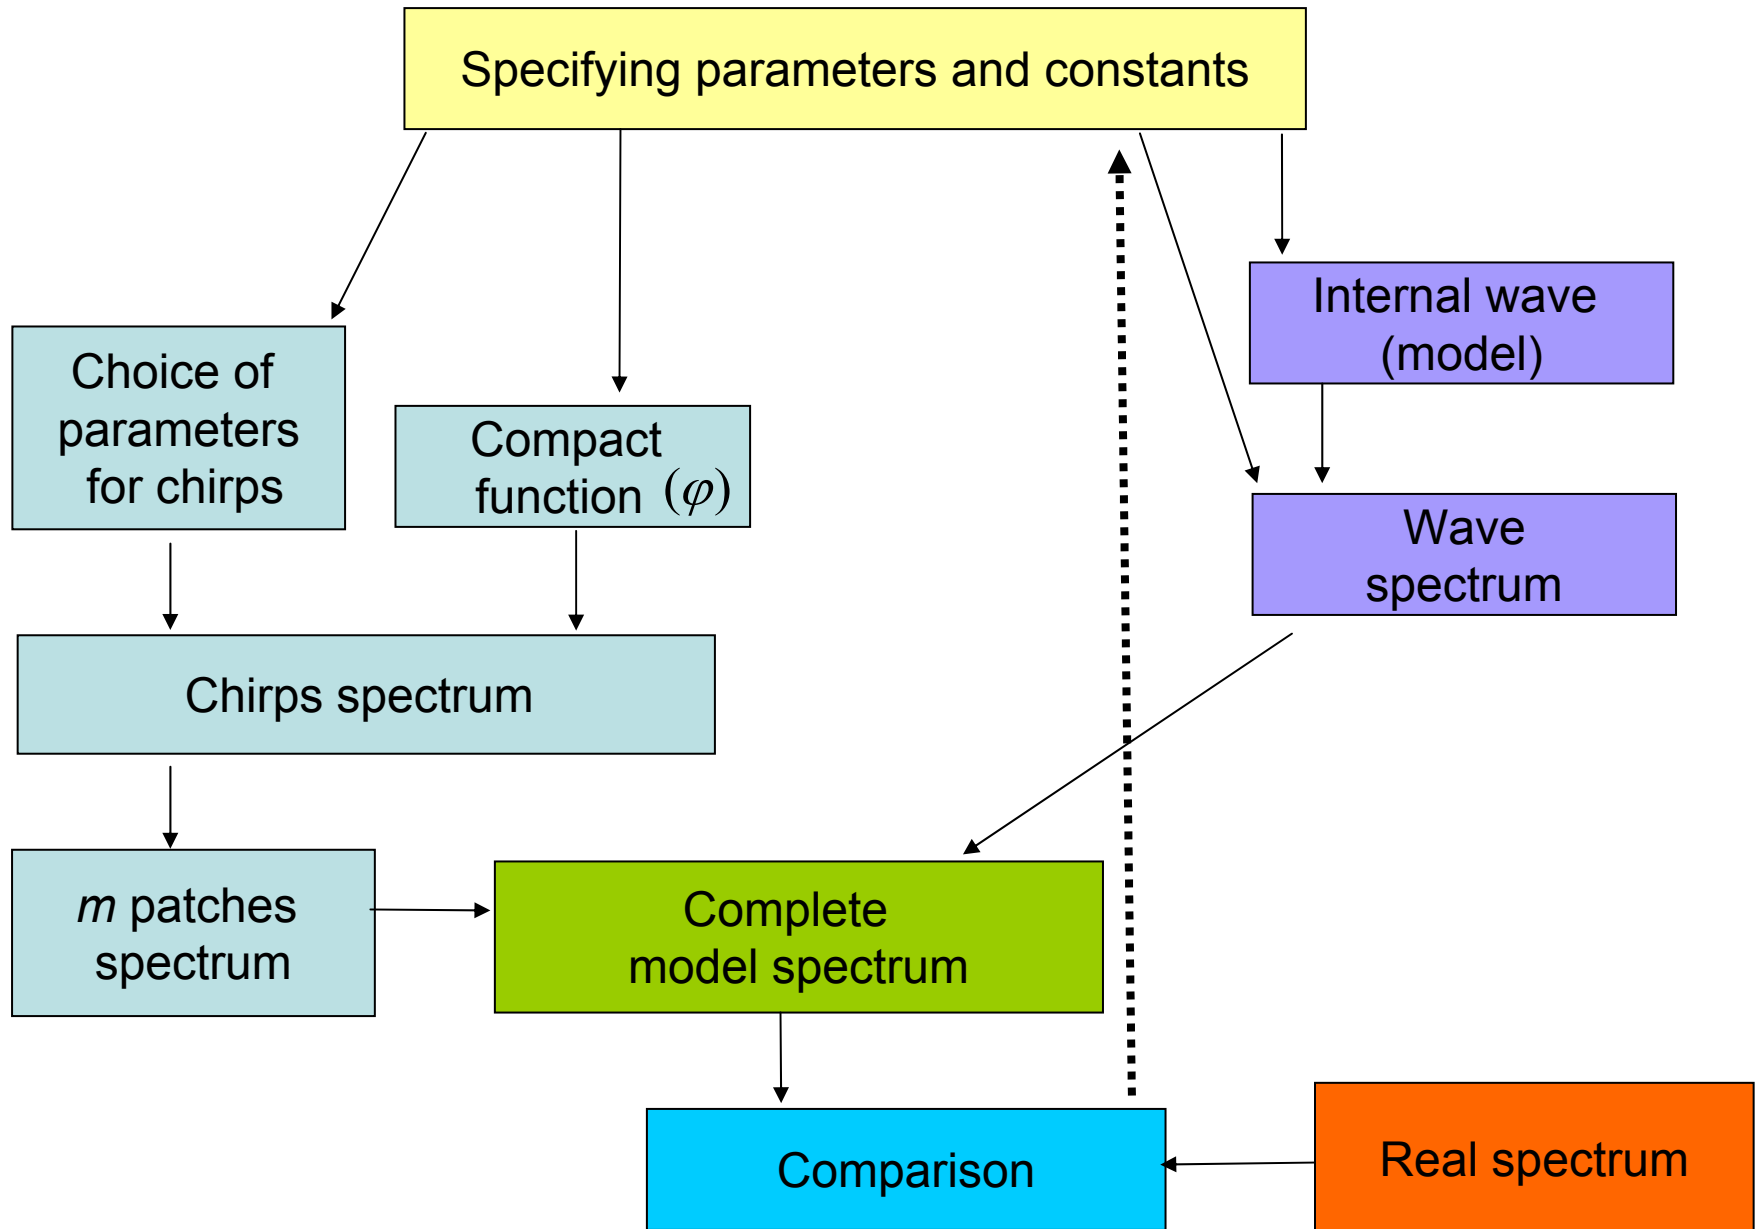 Specifying parameters and constants
Internal wave
(model)
Choice of
parameters
for chirps
Compact
function (φ)
Wave
spectrum
Chirps spectrum
m patches
spectrum
Complete
model spectrum
Comparison
Real spectrum